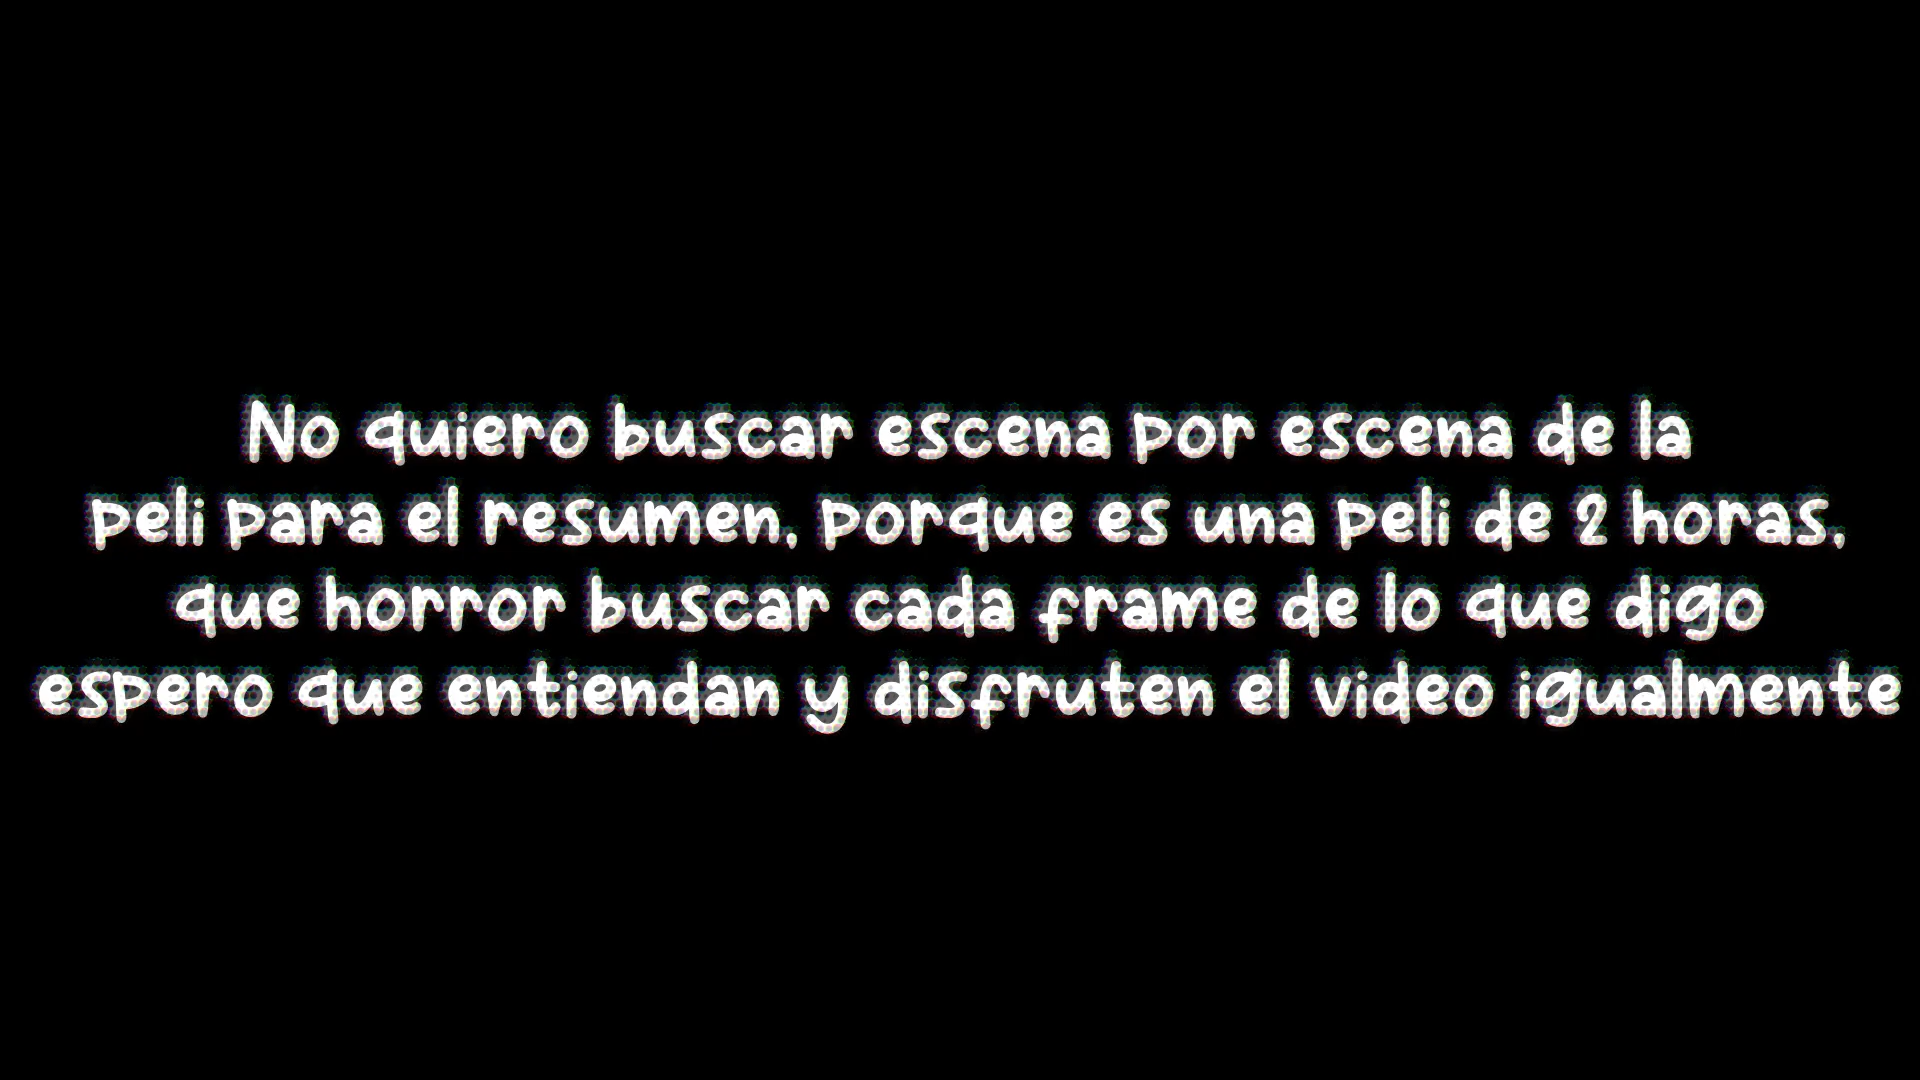 No quiero buscar escena por escena de la
peli para el resumen, porque es una peli de 2 horas,
que horror buscar cada frame de lo que digo
espero que entiendan y disfruten el video igualmente